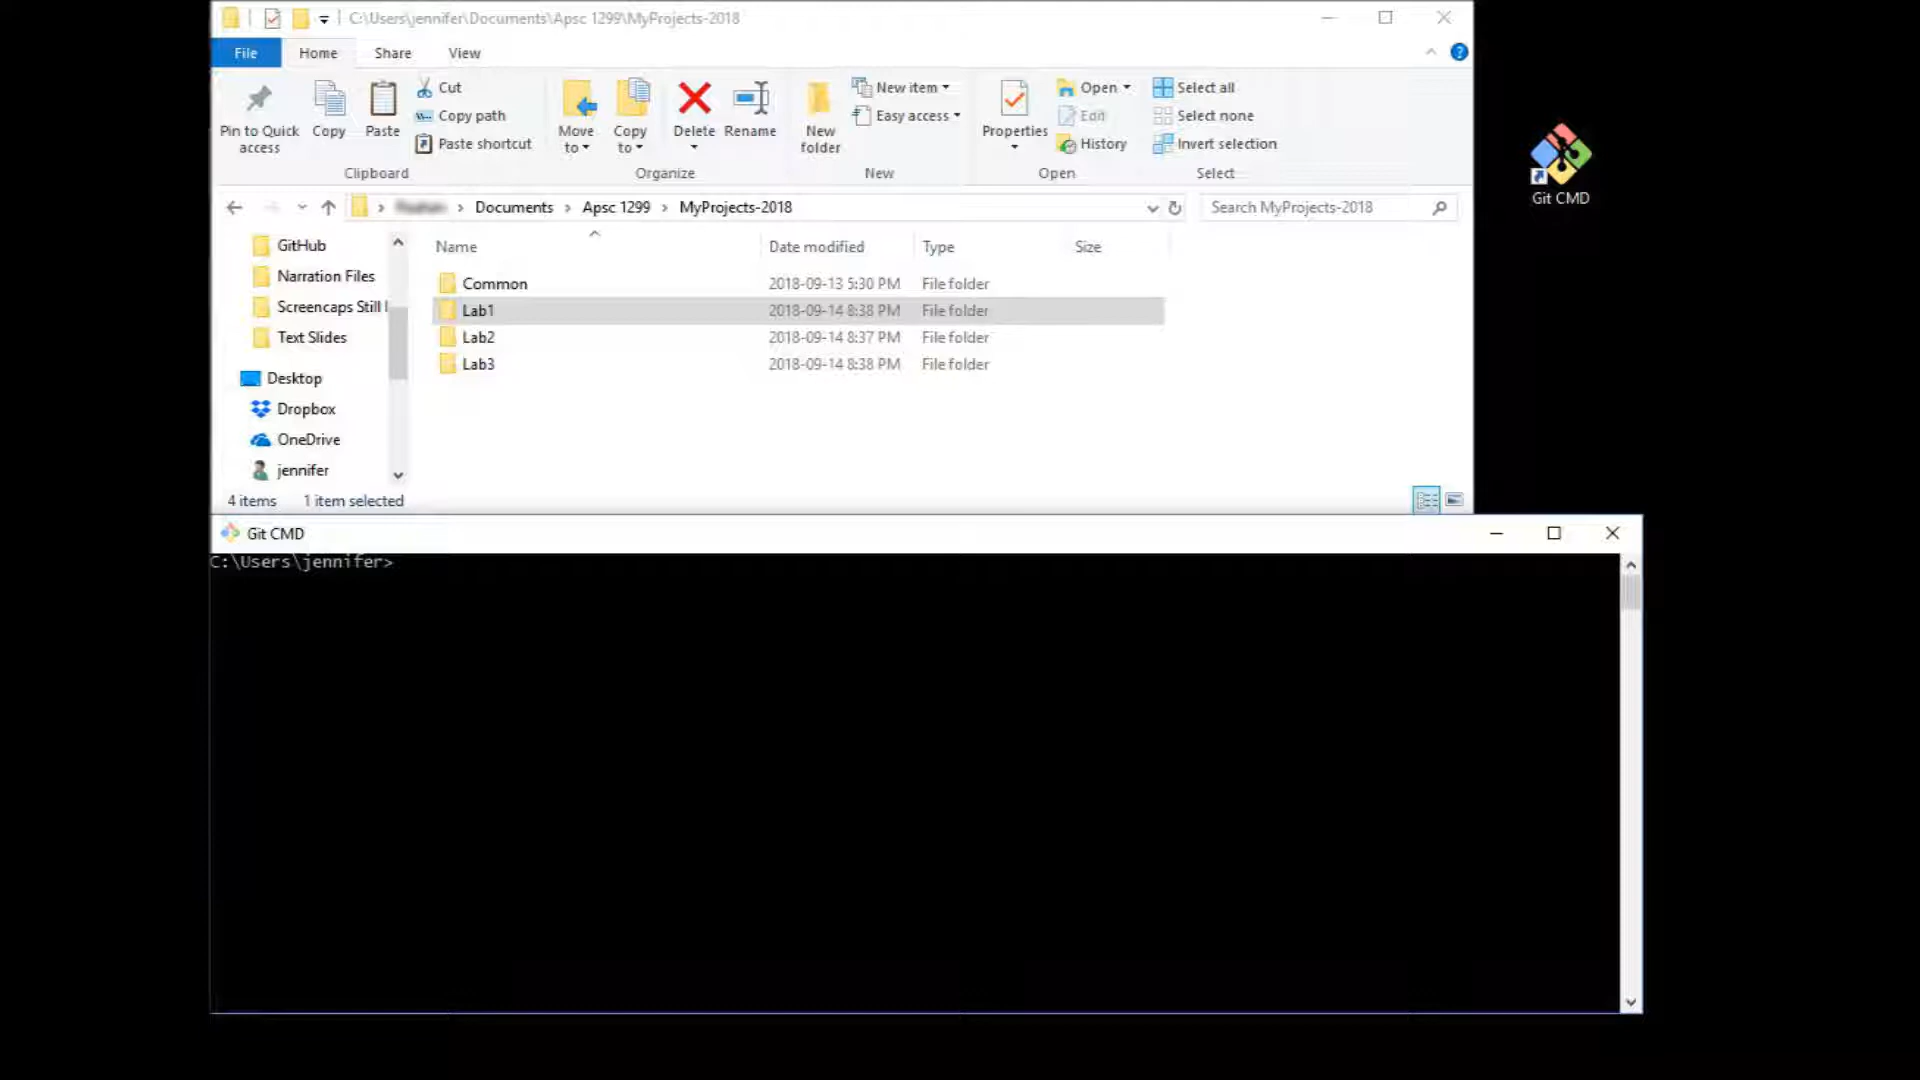 C:\Users\jennifer\Documents\Apsc 1299\MyProjects-2018
File Home Share View
Pin to Quick access
Copy
Paste
Cut
Copy path
Paste shortcut
Clipboard
Move to
Copy to
Delete
Rename
Organize
New folder
New item
Easy access
New
Properties
Open
Edit
History
Open
Select all
Select none
Invert selection
Select
Git CMD
› › Documents › Apsc 1299 › MyProjects-2018
Search MyProjects-2018
GitHub
Narration Files
Screencaps Still
Text Slides
Desktop
Dropbox
OneDrive
jennifer
Name Date modified Type Size
Common 2018-09-13 5:30 PM File folder
Lab1 2018-09-14 8:38 PM File folder
Lab2 2018-09-14 8:37 PM File folder
Lab3 2018-09-14 8:38 PM File folder
4 items 1 item selected
Git CMD
C:\Users\jennifer>